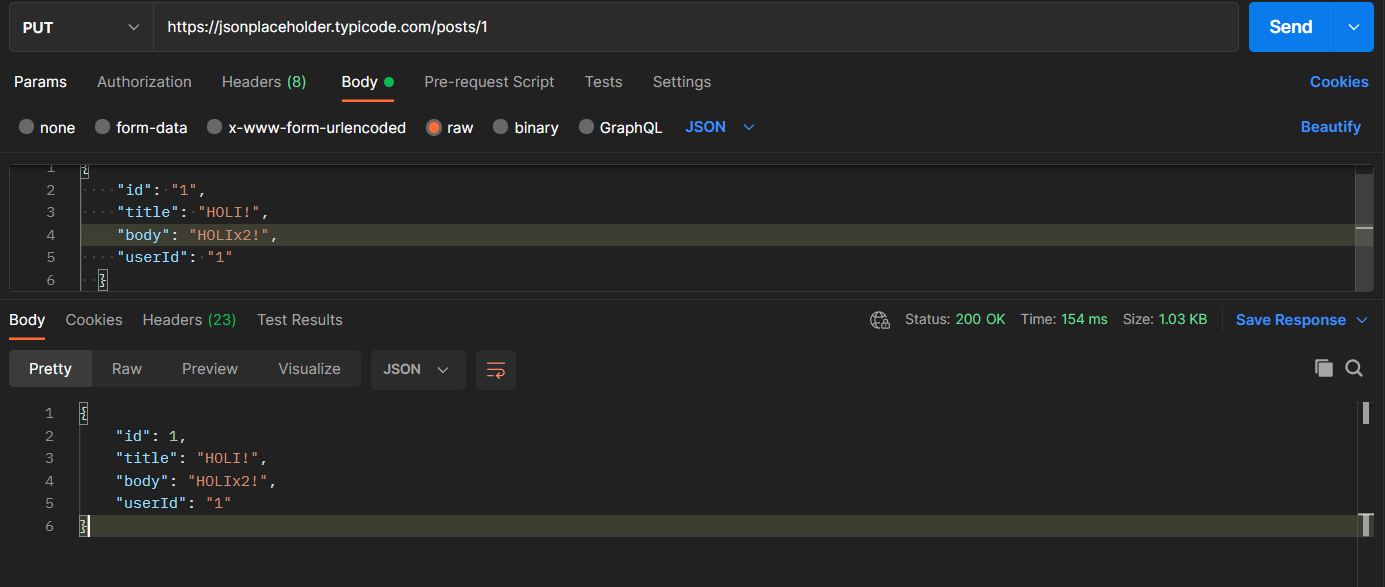 PUT https://jsonplaceholder.typicode.com/posts/1 Send
Params Authorization Headers (8) Body Pre-request Script Tests Settings Cookies
none form-data x-www-form-urlencoded raw binary GraphQL JSON Beautify
1 {
2 "id": "1",
3 "title": "HOLI!",
4 "body": "HOLIx2!",
5 "userId": "1"
6 }
Body Cookies Headers (23) Test Results Status: 200 OK Time: 154 ms Size: 1.03 KB Save Response
Pretty Raw Preview Visualize JSON
1 {
2 "id": 1,
3 "title": "HOLI!",
4 "body": "HOLIx2!",
5 "userId": "1"
6 }